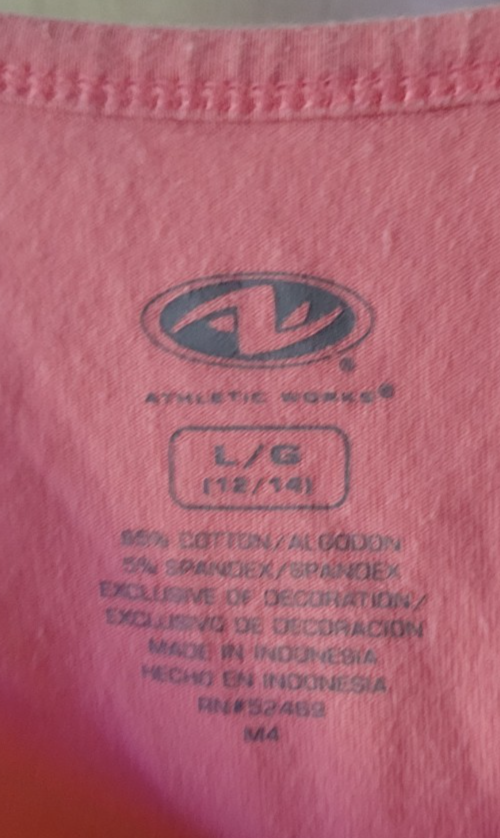 ATHLETIC WORKS®
L/G
(12/14)
95% COTTON/ALGODON
5% SPANDEX/SPANDEX
EXCLUSIVE OF DECORATION/
EXCLUSIVO DE DECORACION
MADE IN INDONESIA
HECHO EN INDONESIA
RN#52469
M4